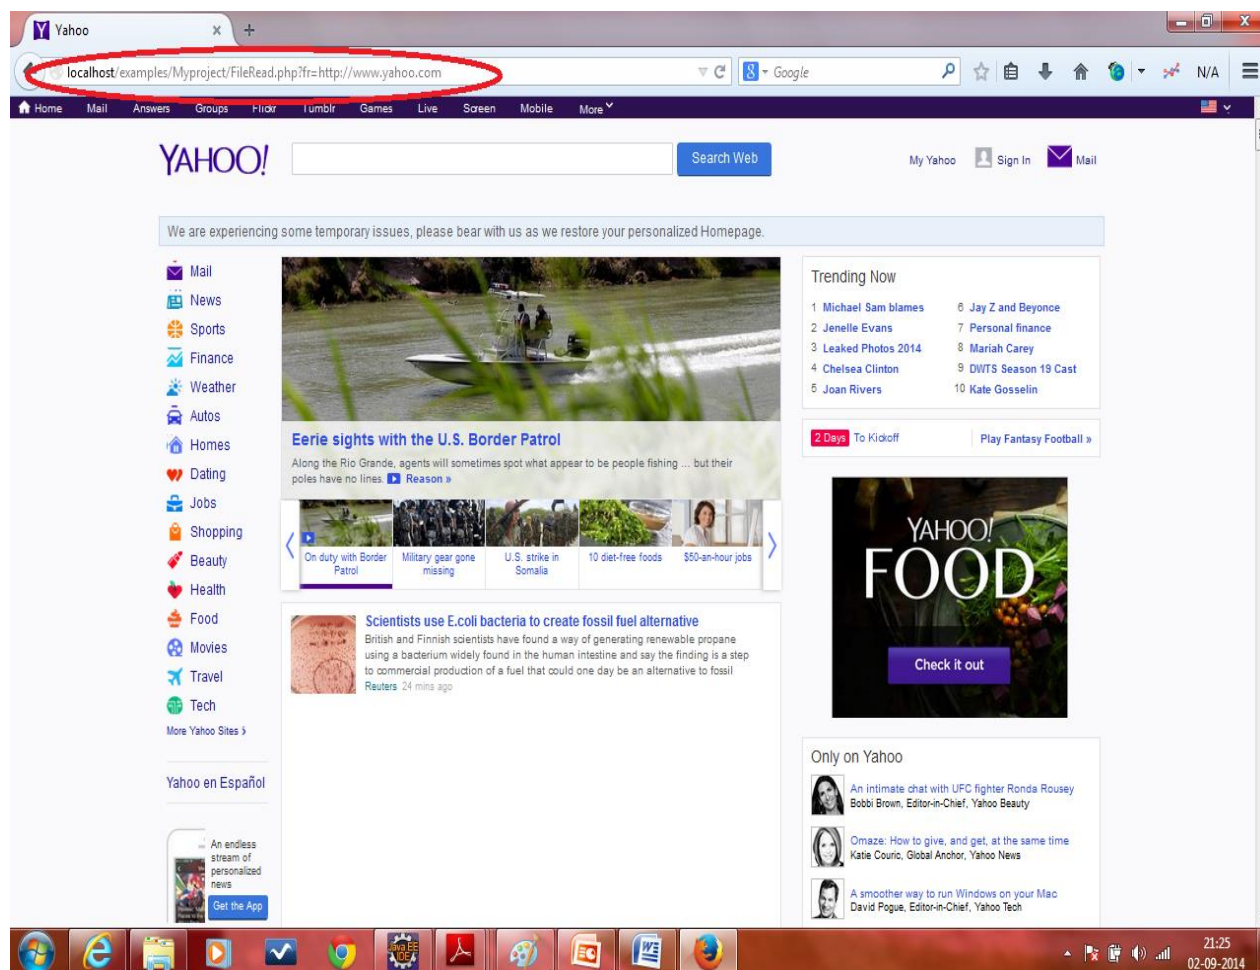 Yahoo
localhost/examples/Myproject/FileRead.php?fr=http://www.yahoo.com
Google
N/A
Home Mail Answers Groups Flickr Tumblr Games Live Screen Mobile More
YAHOO!
Search Web
My Yahoo Sign In Mail
We are experiencing some temporary issues, please bear with us as we restore your personalized Homepage.
Mail
News
Sports
Finance
Weather
Autos
Homes
Dating
Jobs
Shopping
Beauty
Health
Food
Movies
Travel
Tech
More Yahoo Sites
Yahoo en Español
An endless
stream of
personalized
news
Get the App
Eerie sights with the U.S. Border Patrol
Along the Rio Grande, agents will sometimes spot what appear to be people fishing ... but their
poles have no lines. Reason »
On duty with Border
Patrol
Military gear gone
missing
U.S. strike in
Somalia
10 diet-free foods
$50-an-hour jobs
Scientists use E.coli bacteria to create fossil fuel alternative
British and Finnish scientists have found a way of generating renewable propane
using a bacterium widely found in the human intestine and say the finding is a step
to commercial production of a fuel that could one day be an alternative to fossil
Reuters 24 mins ago
Trending Now
1 Michael Sam blames
2 Jenelle Evans
3 Leaked Photos 2014
4 Chelsea Clinton
5 Joan Rivers
6 Jay Z and Beyonce
7 Personal finance
8 Mariah Carey
9 DWTS Season 19 Cast
10 Kate Gosselin
2 Days To Kickoff
Play Fantasy Football »
YAHOO!
FOOD
Check it out
Only on Yahoo
An intimate chat with UFC fighter Ronda Rousey
Bobbi Brown, Editor-in-Chief, Yahoo Beauty
Omaze: How to give, and get, at the same time
Katie Couric, Global Anchor, Yahoo News
A smoother way to run Windows on your Mac
David Pogue, Editor-in-Chief, Yahoo Tech
Java EE
IDE
21:25
02-09-2014